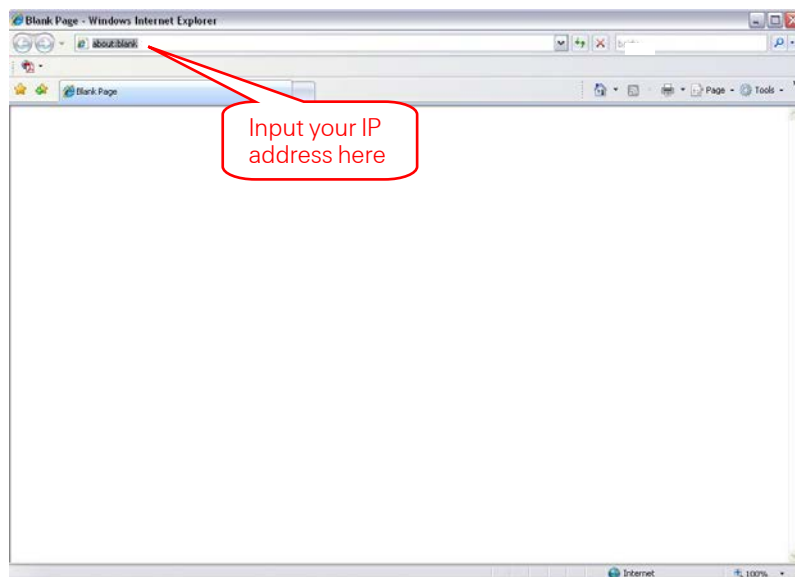 Blank Page - Windows Internet Explorer
about:blank
Blank Page
Page
Tools
Input your IP
address here
Internet
100%